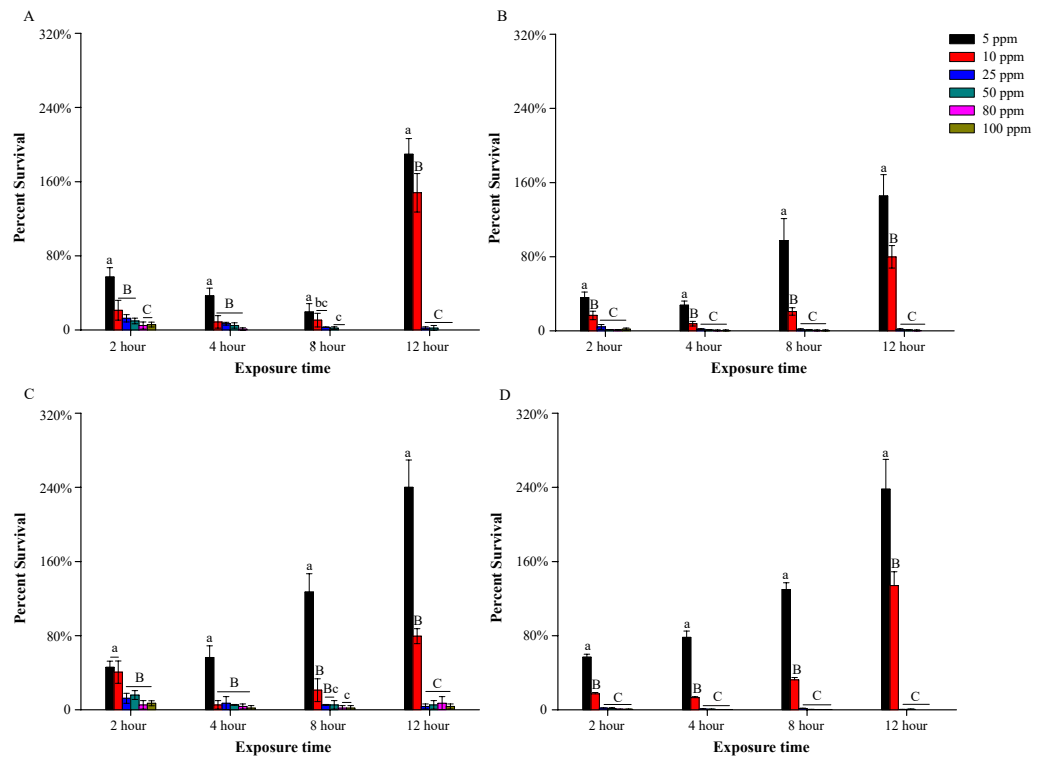 A
320%
240%
160%
80%
0
Percent Survival
a
B
C
a
B
a
bc
c
a
B
C
2 hour
4 hour
8 hour
12 hour
Exposure time
B
320%
240%
160%
80%
0
Percent Survival
a
B
C
a
B
C
a
B
C
a
B
C
2 hour
4 hour
8 hour
12 hour
Exposure time
5 ppm
10 ppm
25 ppm
50 ppm
80 ppm
100 ppm
C
320%
240%
160%
80%
0
Percent Survival
a
B
a
B
a
B
Bc
c
a
B
C
2 hour
4 hour
8 hour
12 hour
Exposure time
D
320%
240%
160%
80%
0
Percent Survival
a
B
C
a
B
C
a
B
C
a
B
C
2 hour
4 hour
8 hour
12 hour
Exposure time